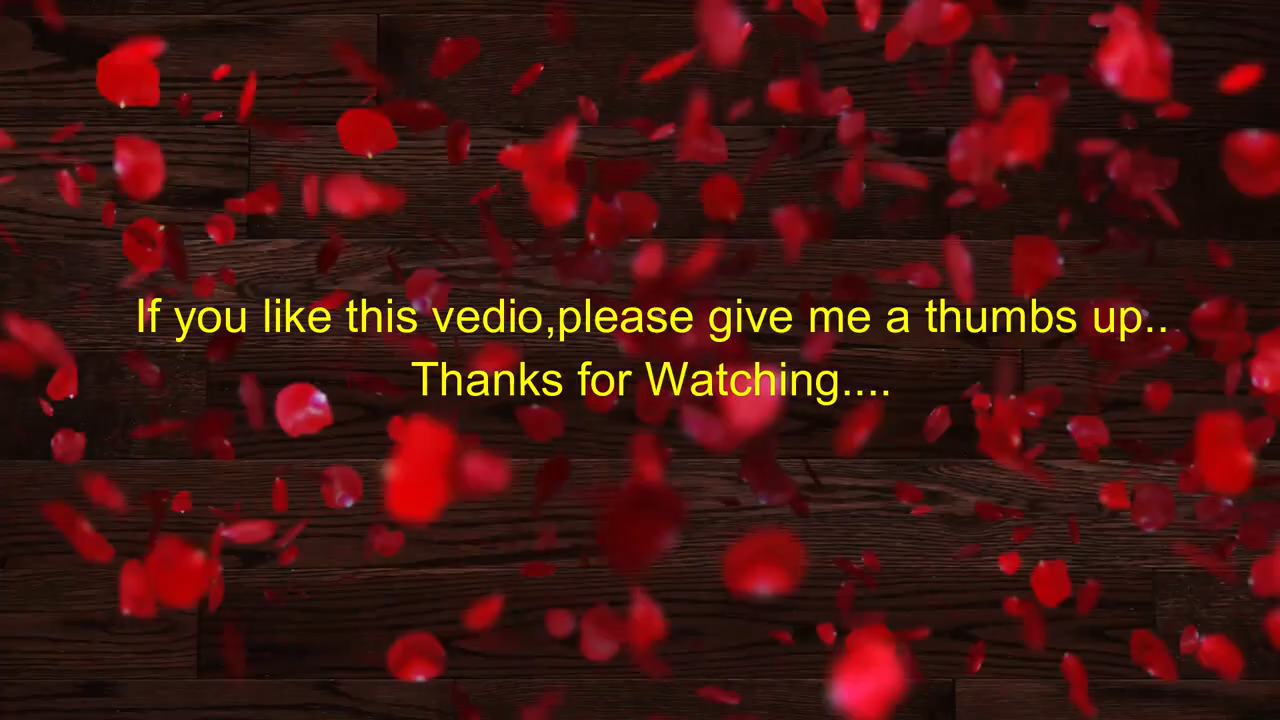 If you like this vedio,please give me a thumbs up..
Thanks for Watching....